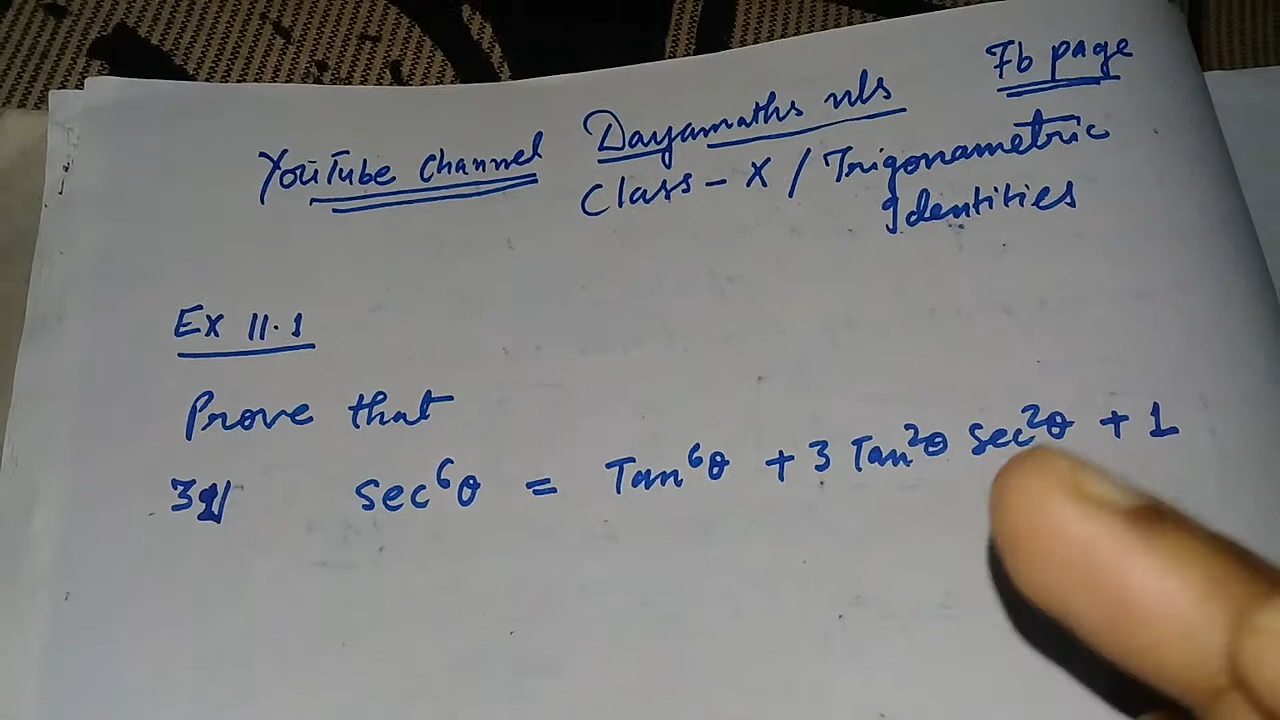 Fb page
YouTube Channel Dayamaths nls
Class - X / Trigonametric
Identities
Ex 11.1
Prove that
sec⁶θ = Tan⁶θ + 3 Tan²θ sec²θ + 1